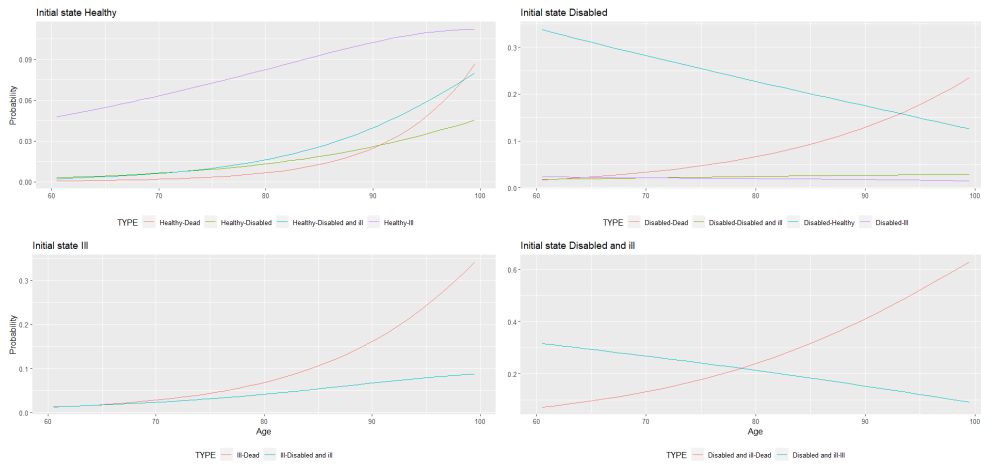 Initial state Healthy
Probability
0.09
0.06
0.03
0.00
60 70 80 90 100
TYPE Healthy-Dead Healthy-Disabled Healthy-Disabled and ill Healthy-Ill
Initial state Disabled
0.3
0.2
0.1
0.0
60 70 80 90 100
TYPE Disabled-Dead Disabled-Disabled and ill Disabled-Healthy Disabled-Ill
Initial state Ill
Probability
0.3
0.2
0.1
0.0
60 70 80 90 100
Age
TYPE Ill-Dead Ill-Disabled and ill
Initial state Disabled and ill
0.6
0.4
0.2
60 70 80 90 100
Age
TYPE Disabled and ill-Dead Disabled and ill-Ill